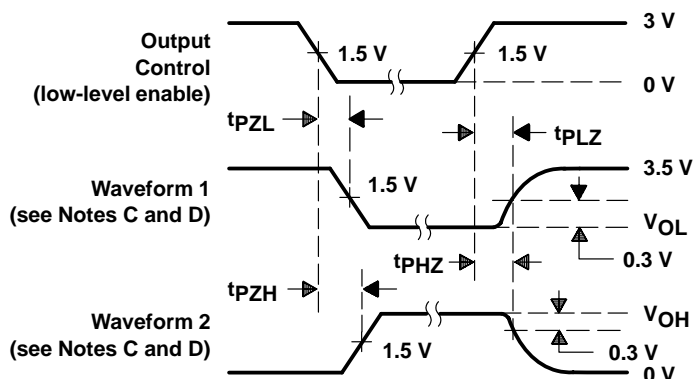 Output
Control
(low-level enable)
1.5 V
1.5 V
3 V
0 V
tPZL
tPLZ
Waveform 1
(see Notes C and D)
1.5 V
3.5 V
VOL
0.3 V
tPHZ
tPZH
Waveform 2
(see Notes C and D)
1.5 V
VOH
0.3 V
0 V